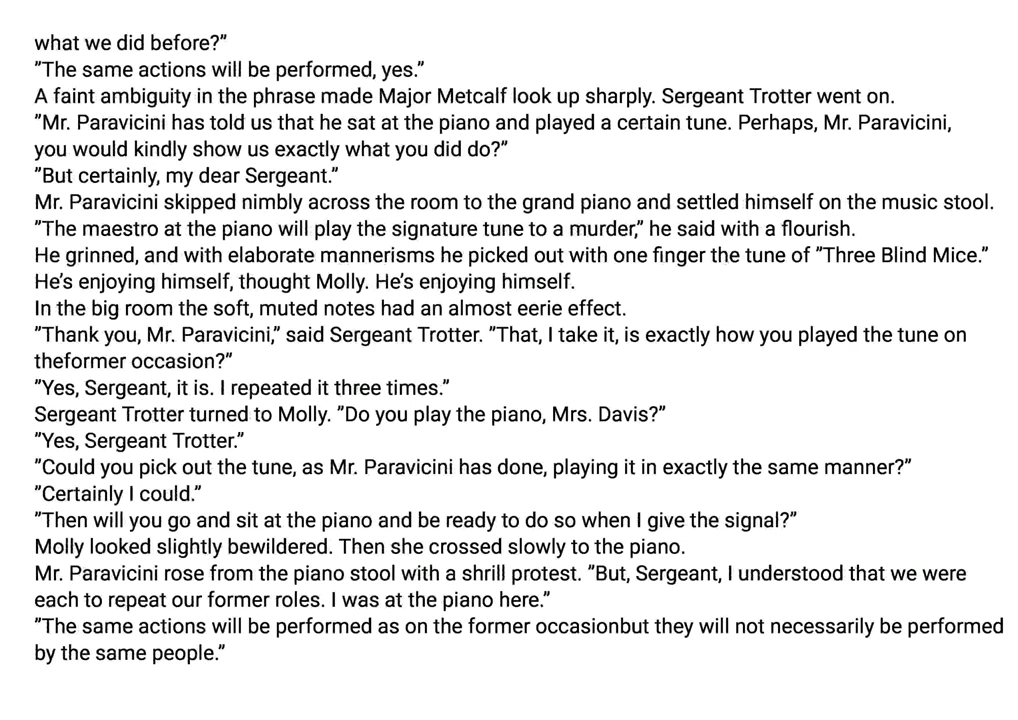 what we did before?"
"The same actions will be performed, yes."
A faint ambiguity in the phrase made Major Metcalf look up sharply. Sergeant Trotter went on.
"Mr. Paravicini has told us that he sat at the piano and played a certain tune. Perhaps, Mr. Paravicini,
you would kindly show us exactly what you did do?"
"But certainly, my dear Sergeant."
Mr. Paravicini skipped nimbly across the room to the grand piano and settled himself on the music stool.
"The maestro at the piano will play the signature tune to a murder," he said with a flourish.
He grinned, and with elaborate mannerisms he picked out with one finger the tune of "Three Blind Mice."
He's enjoying himself, thought Molly. He's enjoying himself.
In the big room the soft, muted notes had an almost eerie effect.
"Thank you, Mr. Paravicini," said Sergeant Trotter. "That, I take it, is exactly how you played the tune on
theformer occasion?"
"Yes, Sergeant, it is. I repeated it three times."
Sergeant Trotter turned to Molly. "Do you play the piano, Mrs. Davis?"
"Yes, Sergeant Trotter."
"Could you pick out the tune, as Mr. Paravicini has done, playing it in exactly the same manner?"
"Certainly I could."
"Then will you go and sit at the piano and be ready to do so when I give the signal?"
Molly looked slightly bewildered. Then she crossed slowly to the piano.
Mr. Paravicini rose from the piano stool with a shrill protest. "But, Sergeant, I understood that we were
each to repeat our former roles. I was at the piano here."
"The same actions will be performed as on the former occasionbut they will not necessarily be performed
by the same people."